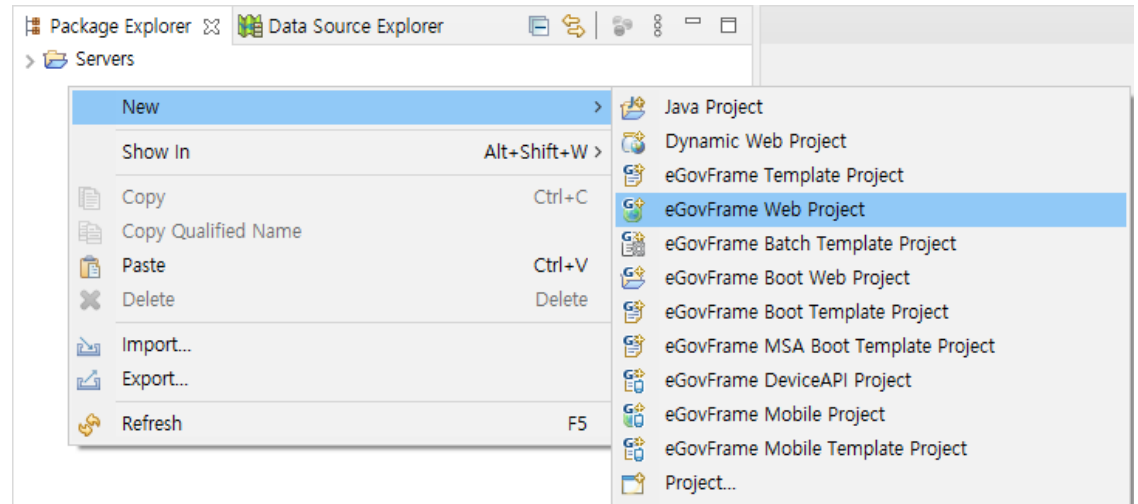 Package Explorer Data Source Explorer
Servers
New
Show In Alt+Shift+W
Copy Ctrl+C
Copy Qualified Name
Paste Ctrl+V
Delete Delete
Import...
Export...
Refresh F5
Java Project
Dynamic Web Project
eGovFrame Template Project
eGovFrame Web Project
eGovFrame Batch Template Project
eGovFrame Boot Web Project
eGovFrame Boot Template Project
eGovFrame MSA Boot Template Project
eGovFrame DeviceAPI Project
eGovFrame Mobile Project
eGovFrame Mobile Template Project
Project...